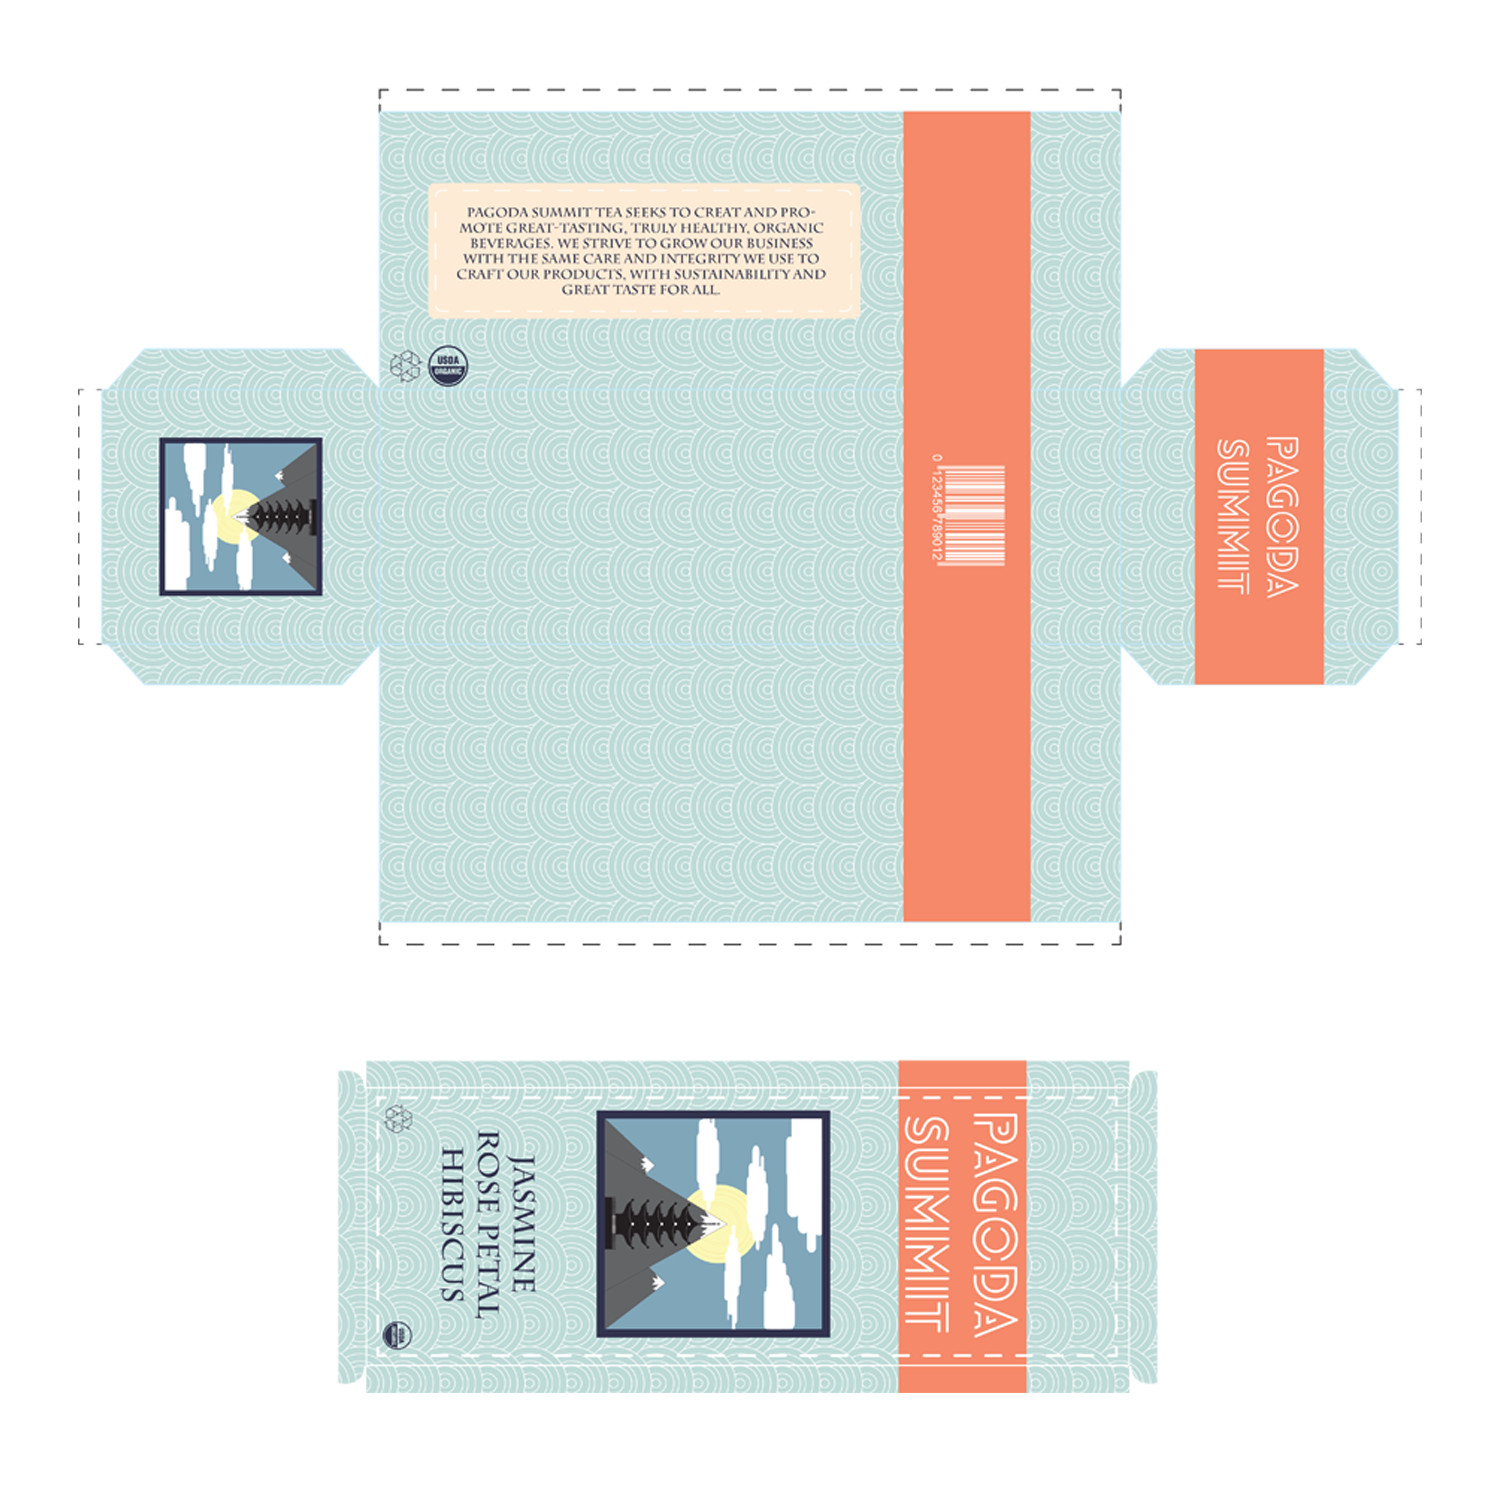 PAGODA SUMMIT TEA SEEKS TO CREAT AND PRO-
MOTE GREAT-TASTING, TRULY HEALTHY, ORGANIC
BEVERAGES. WE STRIVE TO GROW OUR BUSINESS
WITH THE SAME CARE AND INTEGRITY WE USE TO
CRAFT OUR PRODUCTS, WITH SUSTAINABILITY AND
GREAT TASTE FOR ALL.
USDA
ORGANIC
0 123456 789012
PAGODA
SUMMIT
JASMINE
ROSE PETAL
HIBISCUS
USDA
ORGANIC
PAGODA
SUMMIT